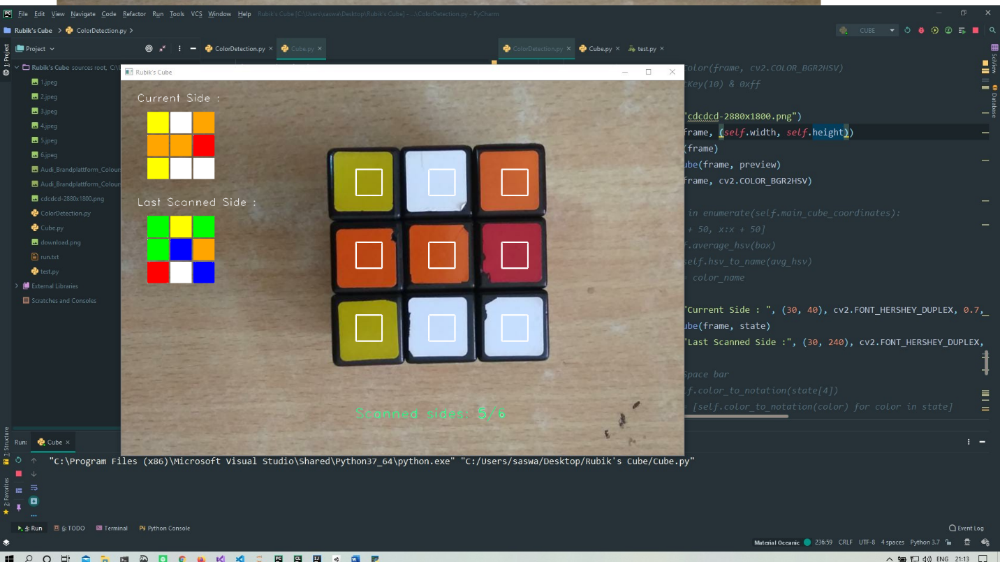 File Edit View Navigate Code Refactor Run Tools VCS Window Help Rubik's Cube [C:\Users\saswa\Desktop\Rubik's Cube] - ...\ColorDetection.py - PyCharm
Rubik's Cube ColorDetection.py CUBE
Project ColorDetection.py Cube.py ColorDetection.py Cube.py test.py
1: Project
SciView
Database
Rubik's Cube sources root, C:\U
1.jpeg
2.jpeg
3.jpeg
4.jpeg
5.jpeg
6.jpeg
Audi_Brandplattform_Colour
Audi_Brandplattform_Colour
cdcdcd-2880x1800.png
ColorDetection.py
Cube.py
download.png
run.txt
test.py
External Libraries
Scratches and Consoles
Rubik's Cube
Current Side :
Last Scanned Side :
Scanned sides: 5/6
Color(frame, cv2.COLOR_BGR2HSV)
tKey(10) & 0xff
"cdcdcd-2880x1800.png")
frame, (self.width, self.height))
(frame)
ube(frame, preview)
frame, cv2.COLOR_BGR2HSV)
in enumerate(self.main_cube_coordinates):
+ 50, x:x + 50]
f.average_hsv(box)
self.hsv_to_name(avg_hsv)
= color_name
"Current Side : ", (30, 40), cv2.FONT_HERSHEY_DUPLEX, 0.7,
ube(frame, state)
"Last Scanned Side :", (30, 240), cv2.FONT_HERSHEY_DUPLEX,
Space bar
lf.color_to_notation(state[4])
= [self.color_to_notation(color) for color in state]
Z: Structure
2: Favorites
Run: Cube
"C:\Program Files (x86)\Microsoft Visual Studio\Shared\Python37_64\python.exe" "C:/Users/saswa/Desktop/Rubik's Cube/Cube.py"
4: Run 6: TODO Terminal Python Console Event Log
Material Oceanic 236:59 CRLF UTF-8 4 spaces Python 3.7
ENG 21:13